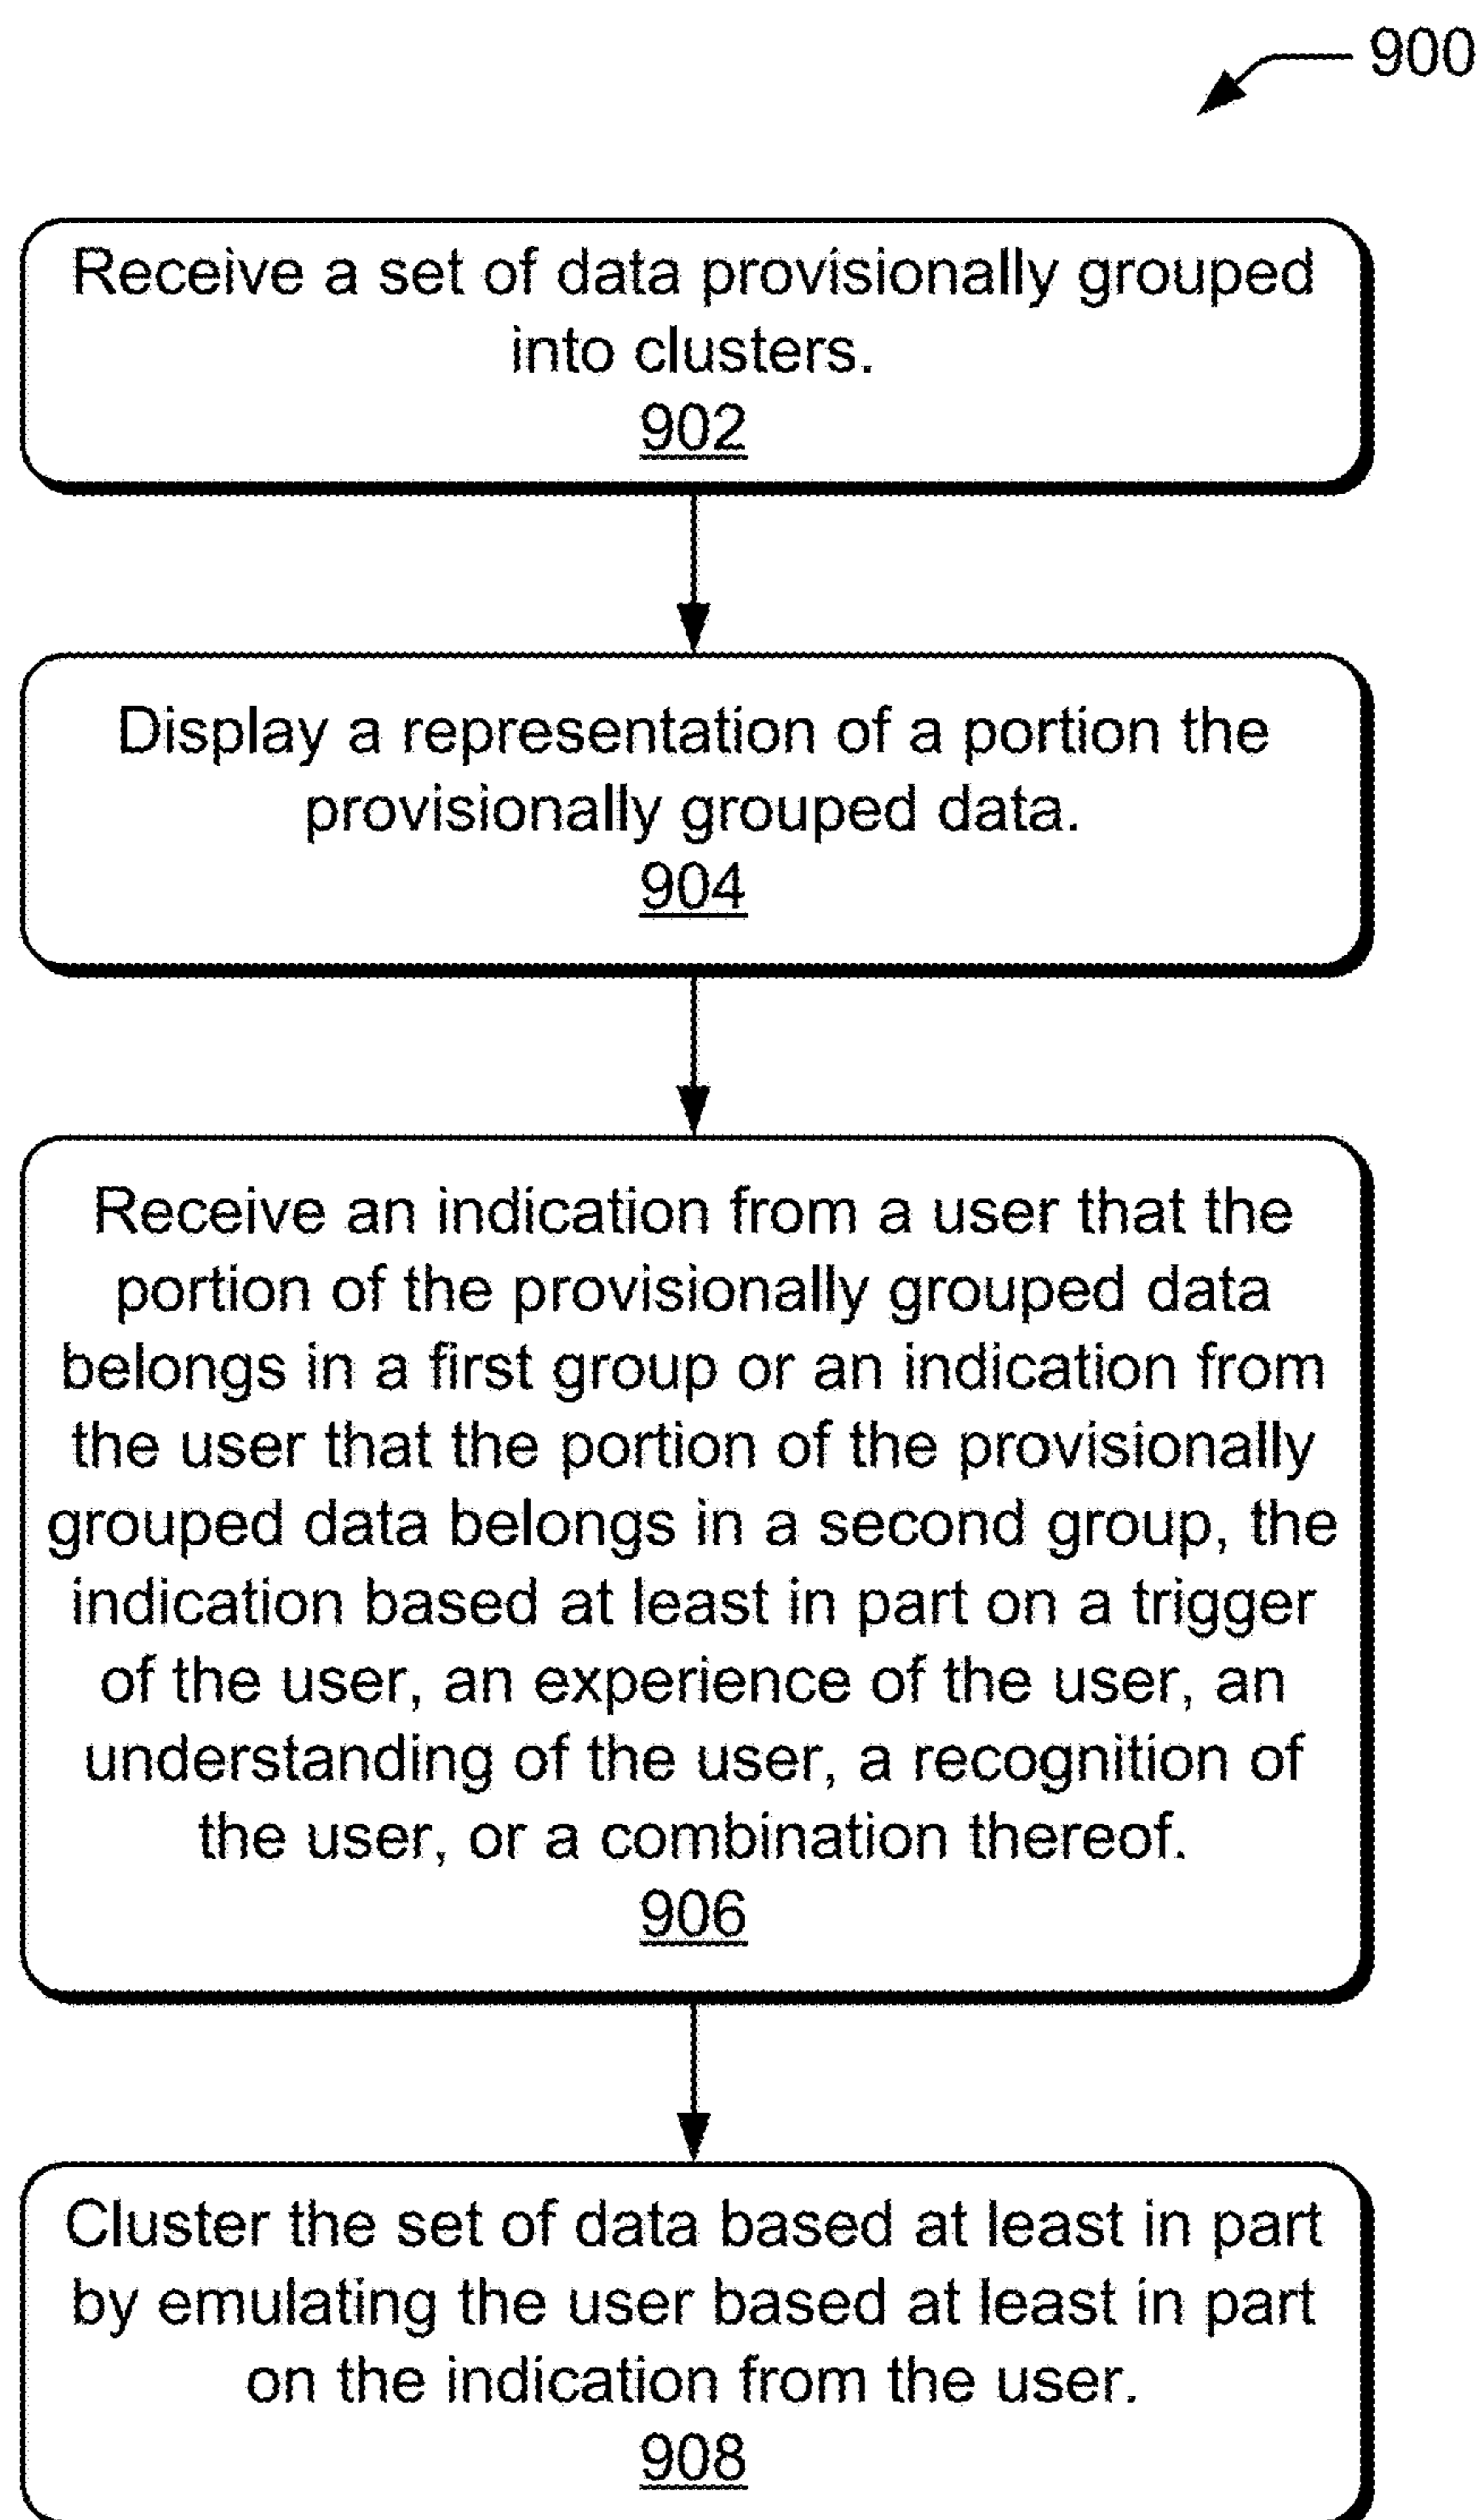 900
Receive a set of data provisionally grouped
into clusters.
902
Display a representation of a portion the
provisionally grouped data.
904
Receive an indication from a user that the
portion of the provisionally grouped data
belongs in a first group or an indication from
the user that the portion of the provisionally
grouped data belongs in a second group, the
indication based at least in part on a trigger
of the user, an experience of the user, an
understanding of the user, a recognition of
the user, or a combination thereof.
906
Cluster the set of data based at least in part
by emulating the user based at least in part
on the indication from the user.
908